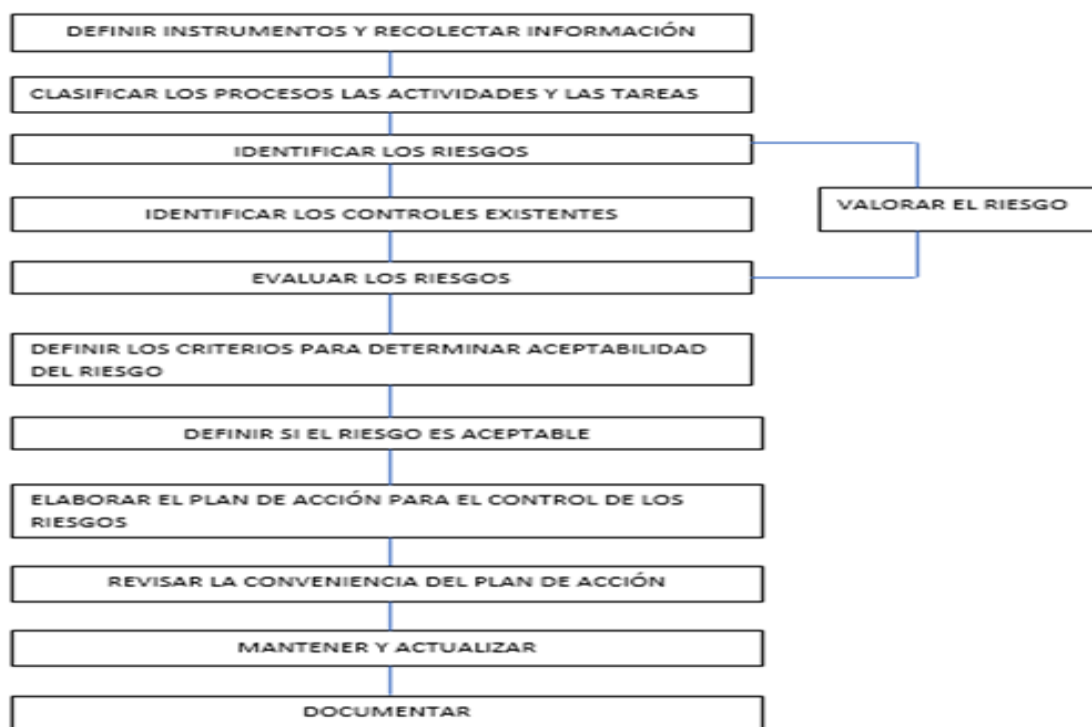 DEFINIR INSTRUMENTOS Y RECOLECTAR INFORMACIÓN
CLASIFICAR LOS PROCESOS LAS ACTIVIDADES Y LAS TAREAS
IDENTIFICAR LOS RIESGOS
IDENTIFICAR LOS CONTROLES EXISTENTES
VALORAR EL RIESGO
EVALUAR LOS RIESGOS
DEFINIR LOS CRITERIOS PARA DETERMINAR ACEPTABILIDAD
DEL RIESGO
DEFINIR SI EL RIESGO ES ACEPTABLE
ELABORAR EL PLAN DE ACCIÓN PARA EL CONTROL DE LOS
RIESGOS
REVISAR LA CONVENIENCIA DEL PLAN DE ACCIÓN
MANTENER Y ACTUALIZAR
DOCUMENTAR